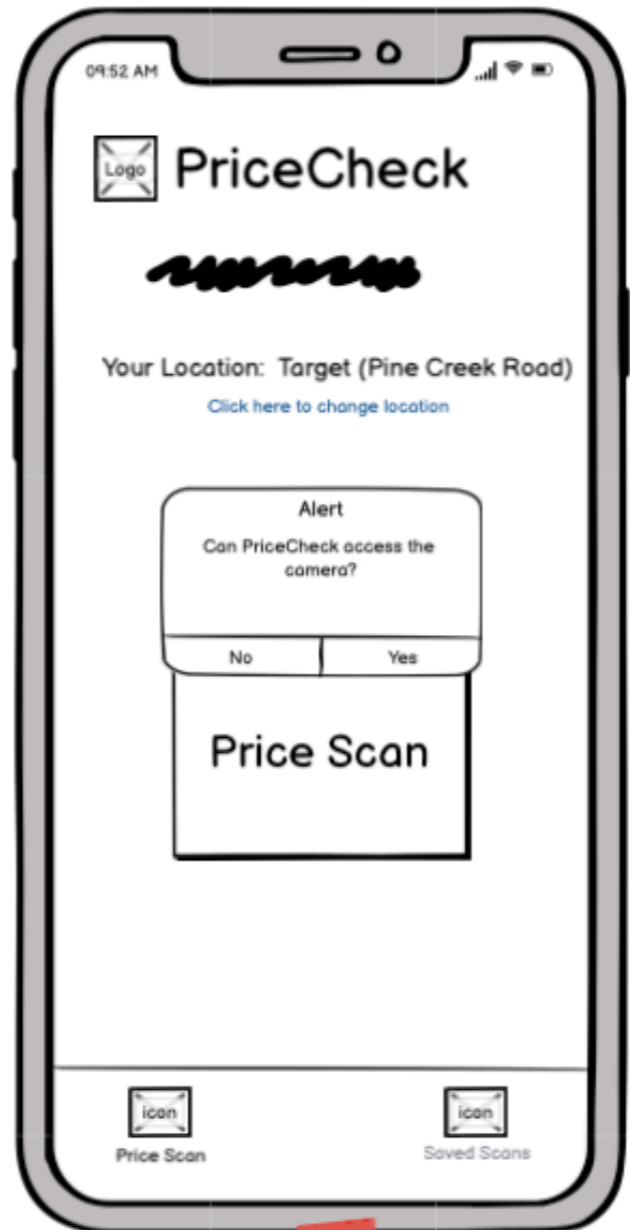 09:52 AM
Logo
PriceCheck
Your Location: Target (Pine Creek Road)
Click here to change location
Alert
Can PriceCheck access the
camera?
No Yes
Price Scan
icon icon
Price Scan Saved Scans